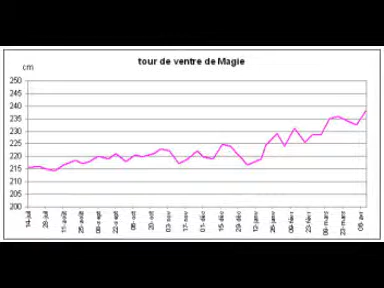 tour de ventre de Magie
cm
250
245
240
235
230
225
220
215
210
205
200
14-juil
28-juil
11-août
25-août
08-sept
22-sept
06-oct
20-oct
03-nov
17-nov
01-déc
15-déc
29-déc
12-janv
26-janv
09-févr
23-févr
09-mars
23-mars
06-avr